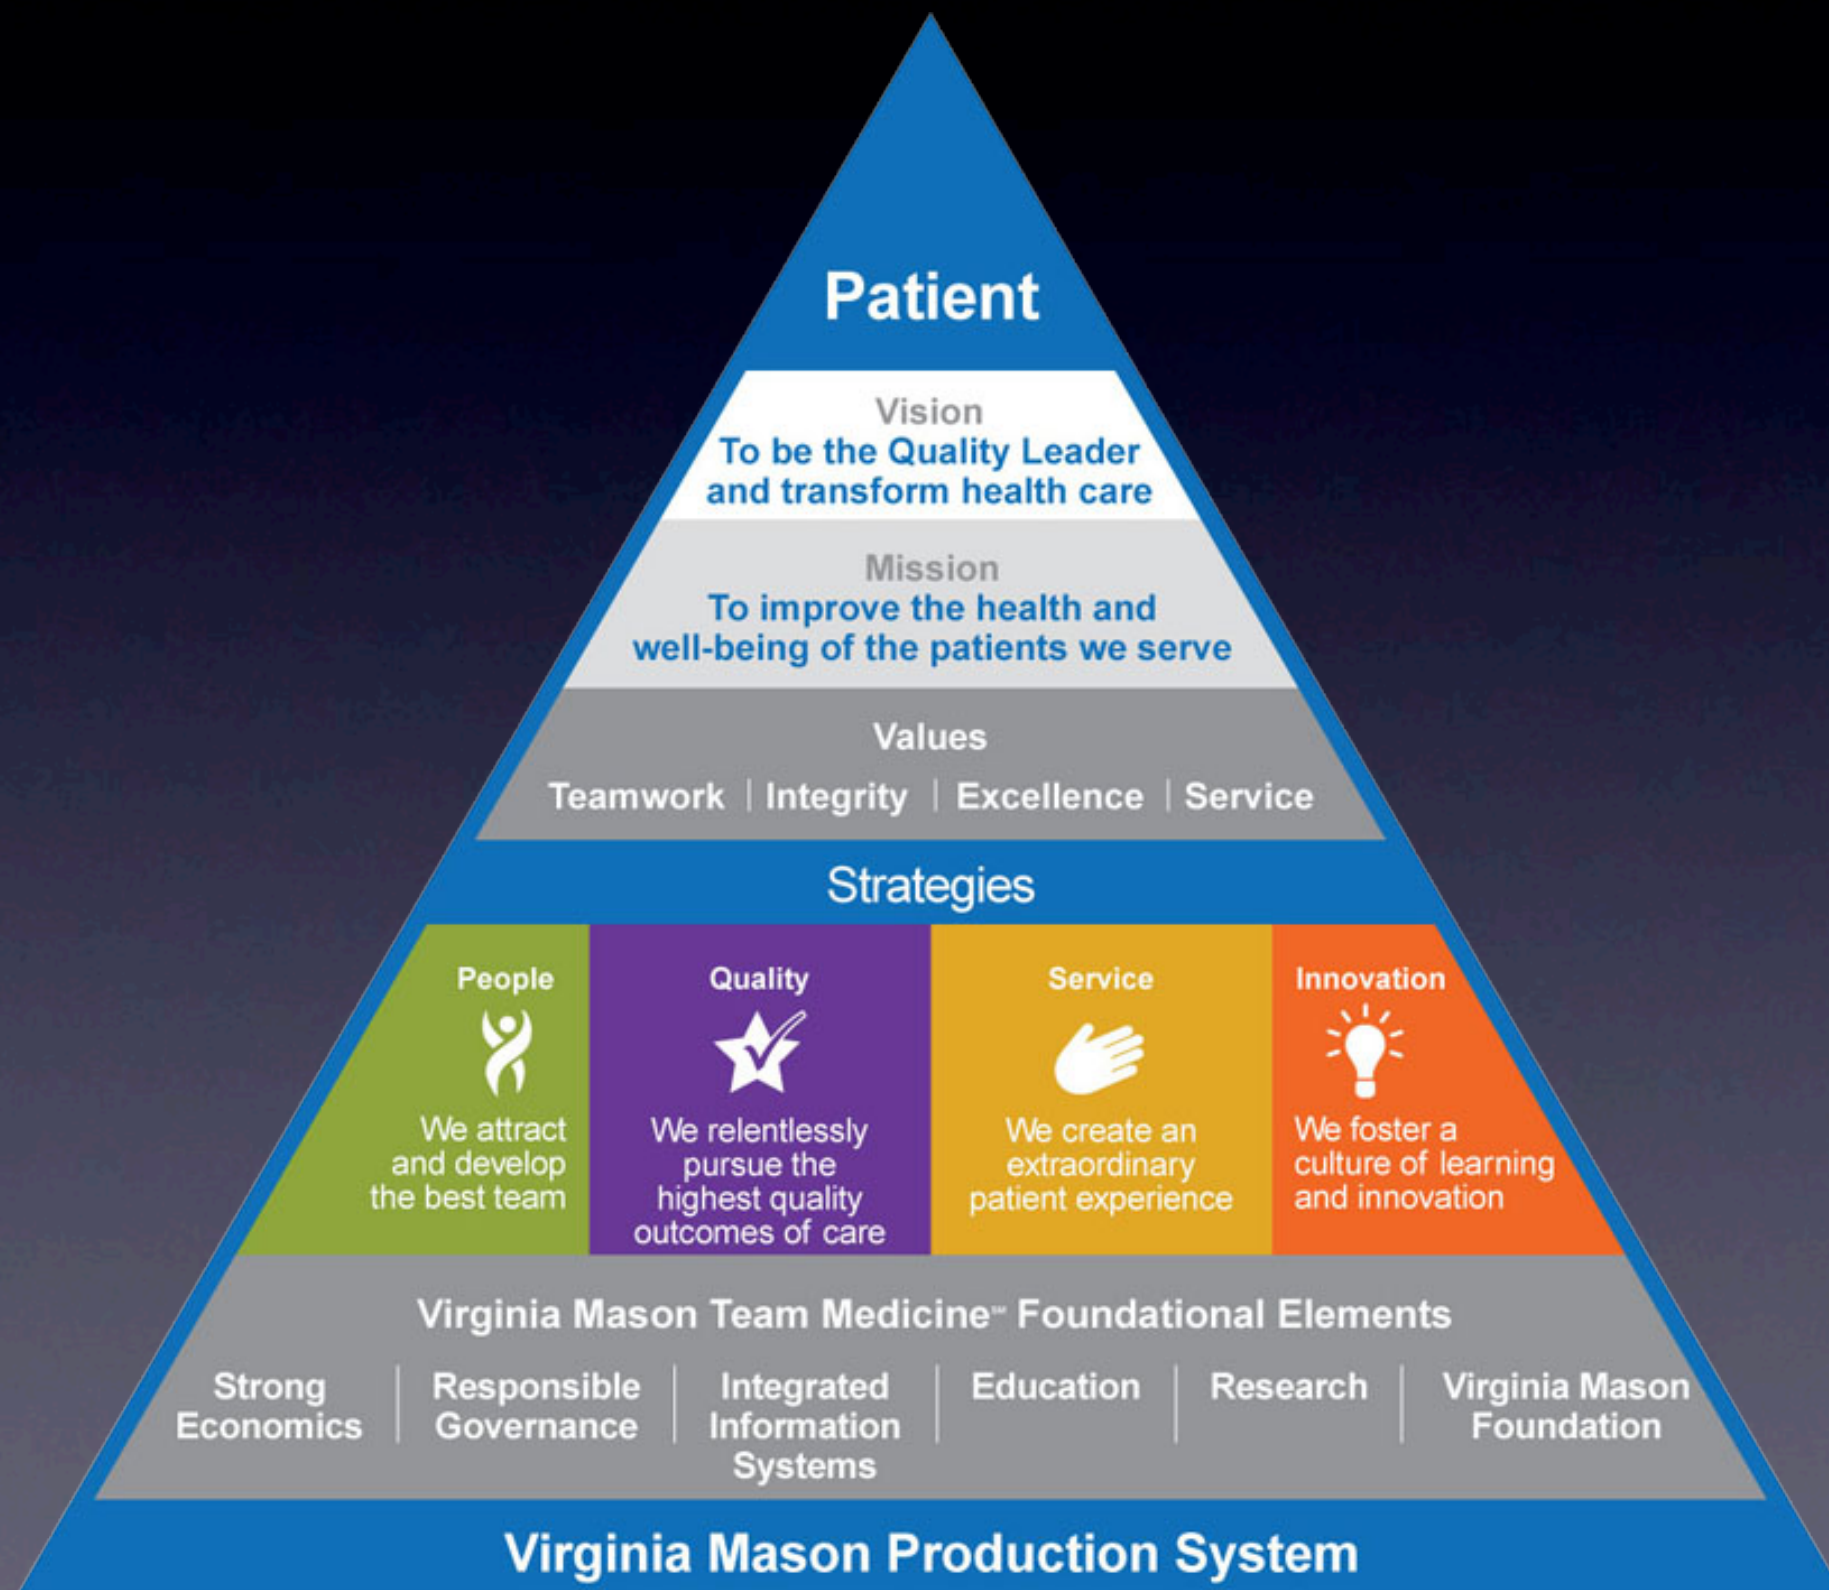 Patient
Vision
To be the Quality Leader
and transform health care
Mission
To improve the health and
well-being of the patients we serve
Values
Teamwork | Integrity | Excellence | Service
Strategies
People
We attract
and develop
the best team
Quality
We relentlessly
pursue the
highest quality
outcomes of care
Service
We create an
extraordinary
patient experience
Innovation
We foster a
culture of learning
and innovation
Virginia Mason Team Medicine℠ Foundational Elements
Strong
Economics
Responsible
Governance
Integrated
Information
Systems
Education
Research
Virginia Mason
Foundation
Virginia Mason Production System